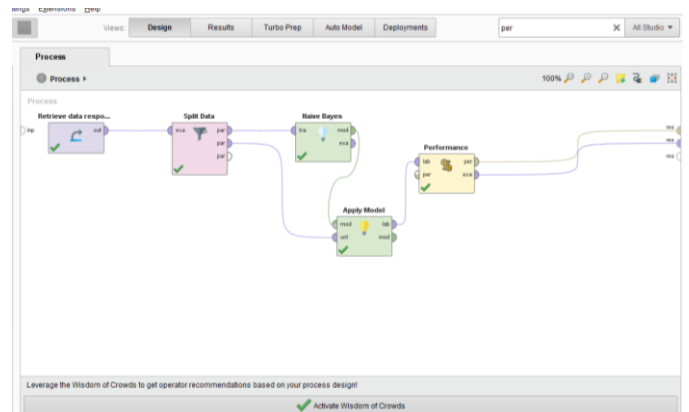 Extensions Help
Views: Design Results Turbo Prep Auto Model Deployments per All Studio
Process
Process
100%
Process
Retrieve data respo...
Split Data
Naive Bayes
inp out exa par tra mod res
par exa res
par res
Performance
lab per
per exa
Apply Model
mod lab
unl mod
Leverage the Wisdom of Crowds to get operator recommendations based on your process design!
Activate Wisdom of Crowds